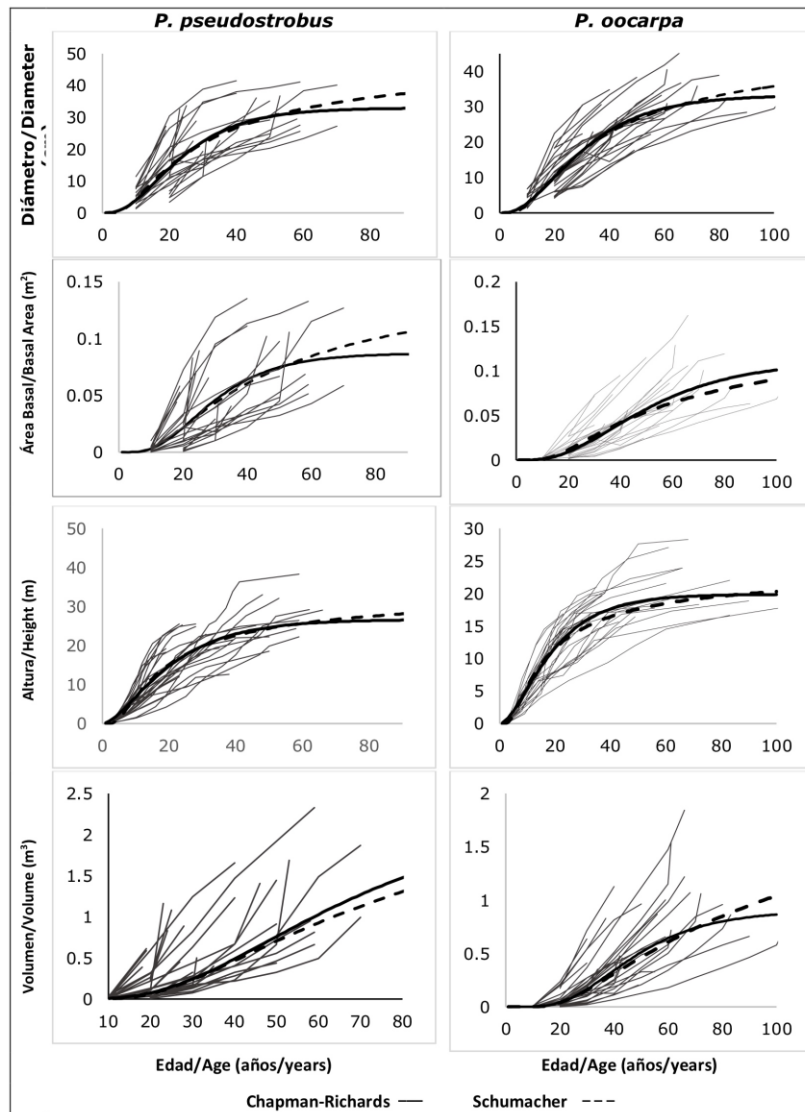 P. pseudostrobus
P. oocarpa
Diámetro/Diameter
50
40
30
20
10
0
0 20 40 60 80
40
30
20
10
0
0 20 40 60 80 100
Área Basal/Basal Area (m²)
0.15
0.1
0.05
0
0 20 40 60 80
0.2
0.15
0.1
0.05
0
0 20 40 60 80 100
Altura/Height (m)
50
40
30
20
10
0
0 20 40 60 80
30
25
20
15
10
5
0
0 20 40 60 80 100
Volumen/Volume (m³)
2.5
2
1.5
1
0.5
0
10 20 30 40 50 60 70 80
2
1.5
1
0.5
0
0 20 40 60 80 100
Edad/Age (años/years)
Edad/Age (años/years)
Chapman-Richards
Schumacher